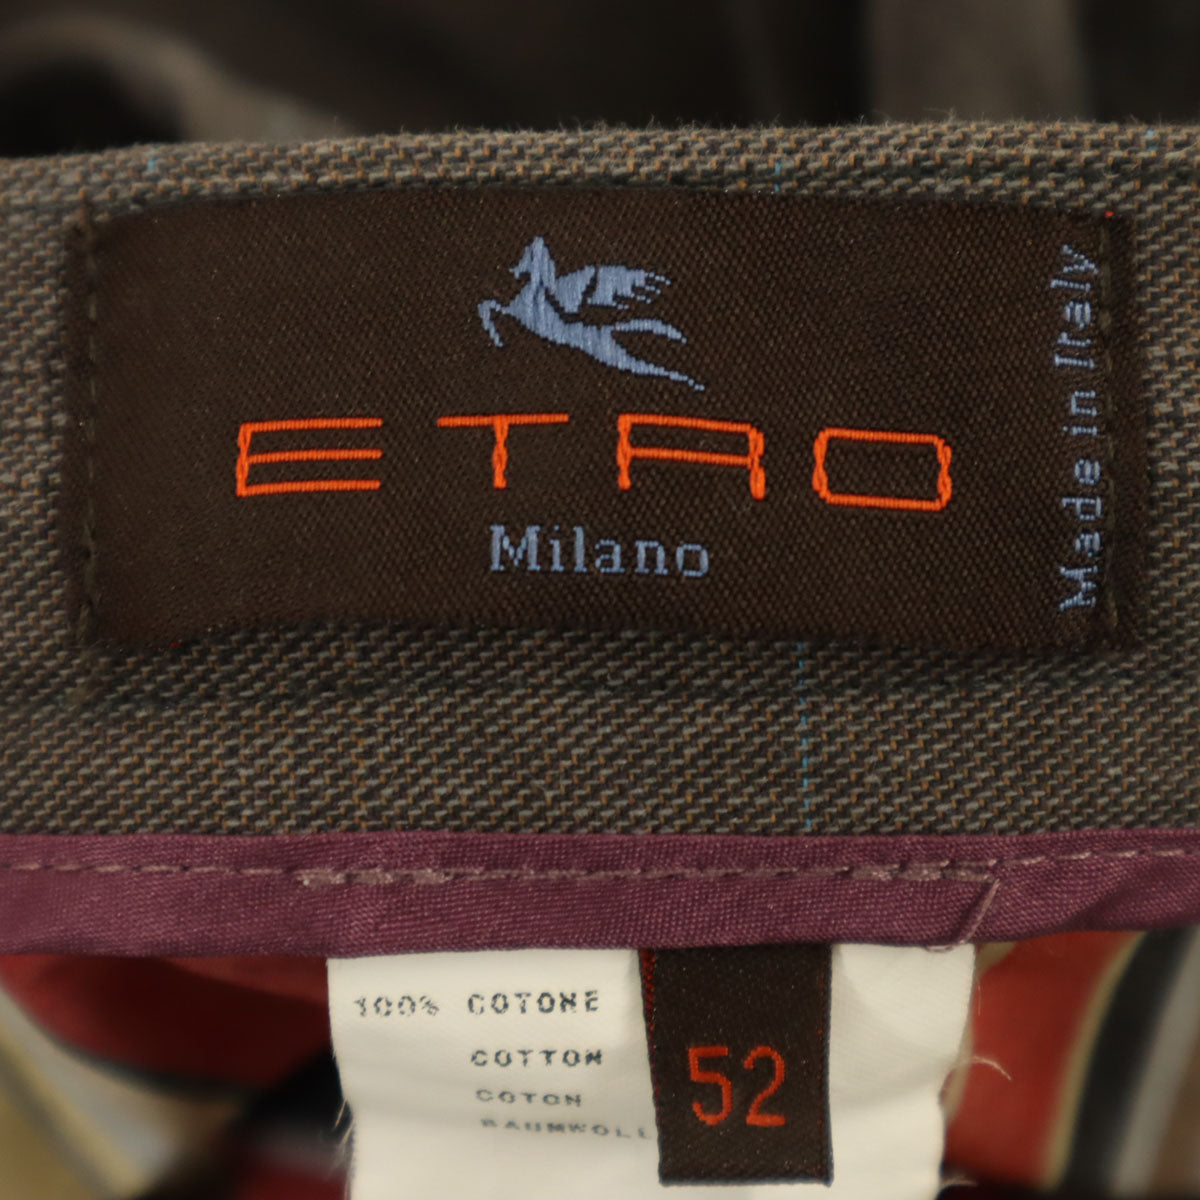 ETRO
Milano
Made in Italy
100% COTONE
COTTON
COTON
BAUMWOLL
52